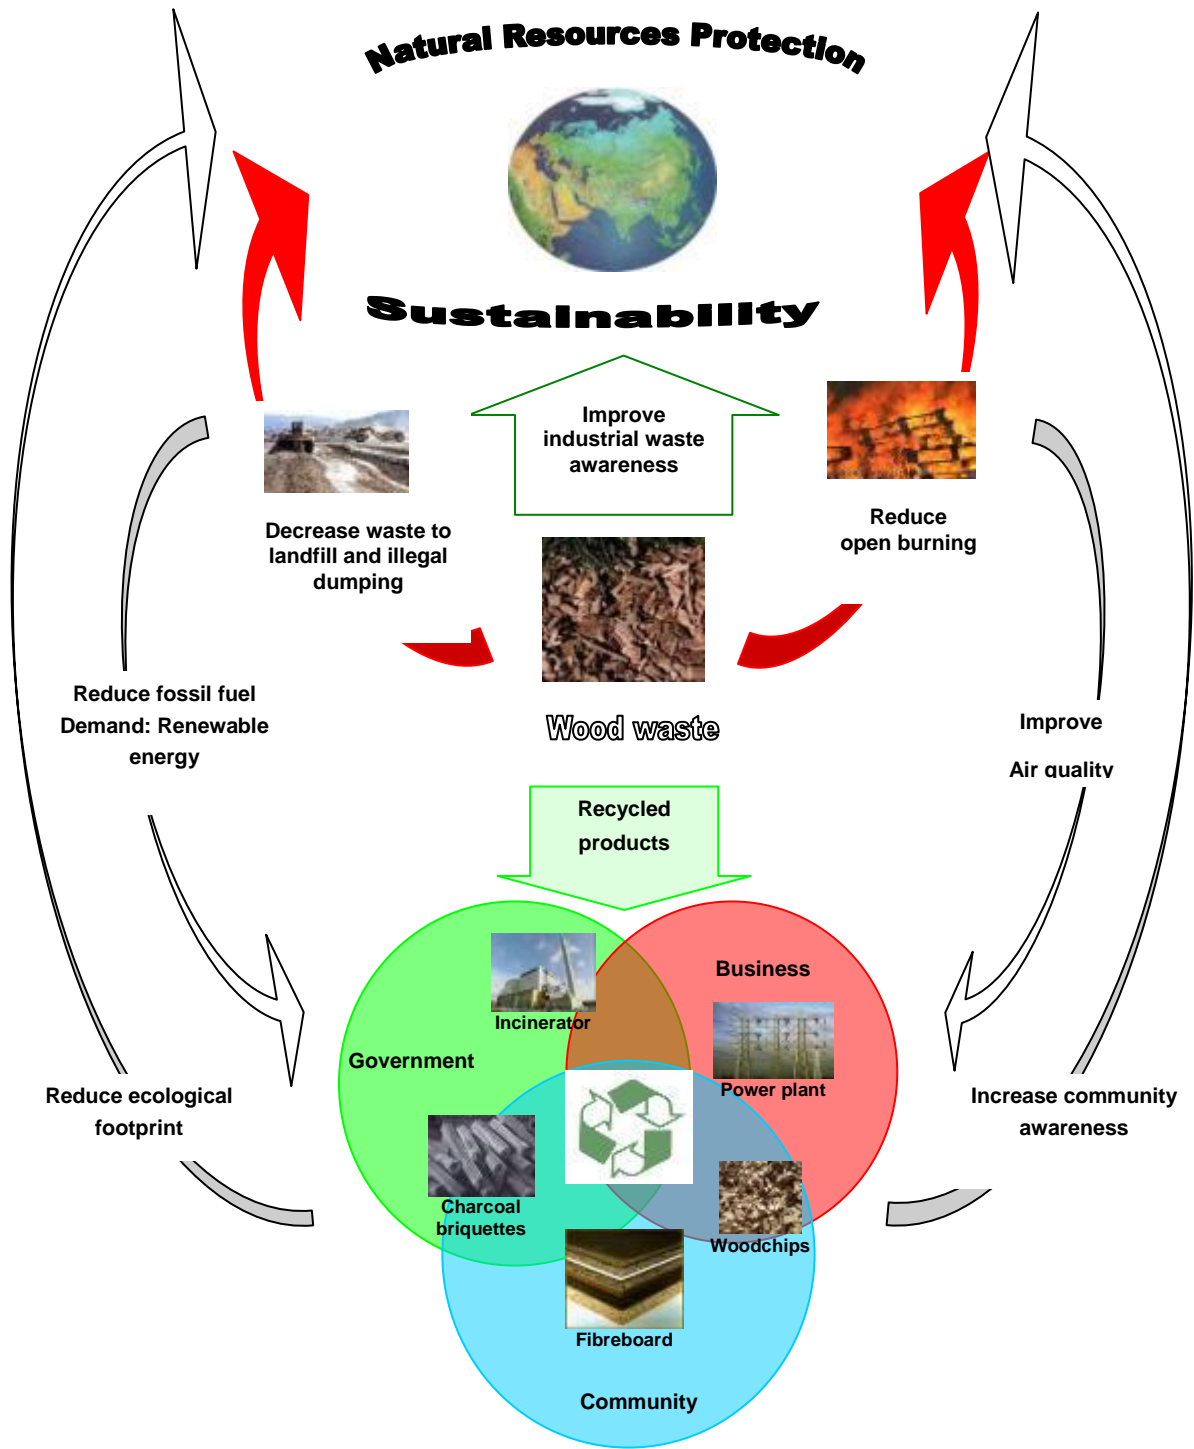 Natural Resources Protection
Sustainability
Improve
industrial waste
awareness
Decrease waste to
landfill and illegal
dumping
Reduce
open burning
Reduce fossil fuel
Demand: Renewable
energy
Wood waste
Improve
Air quality
Recycled
products
Business
Incinerator
Government
Power plant
Reduce ecological
footprint
Increase community
awareness
Charcoal
briquettes
Woodchips
Fibreboard
Community